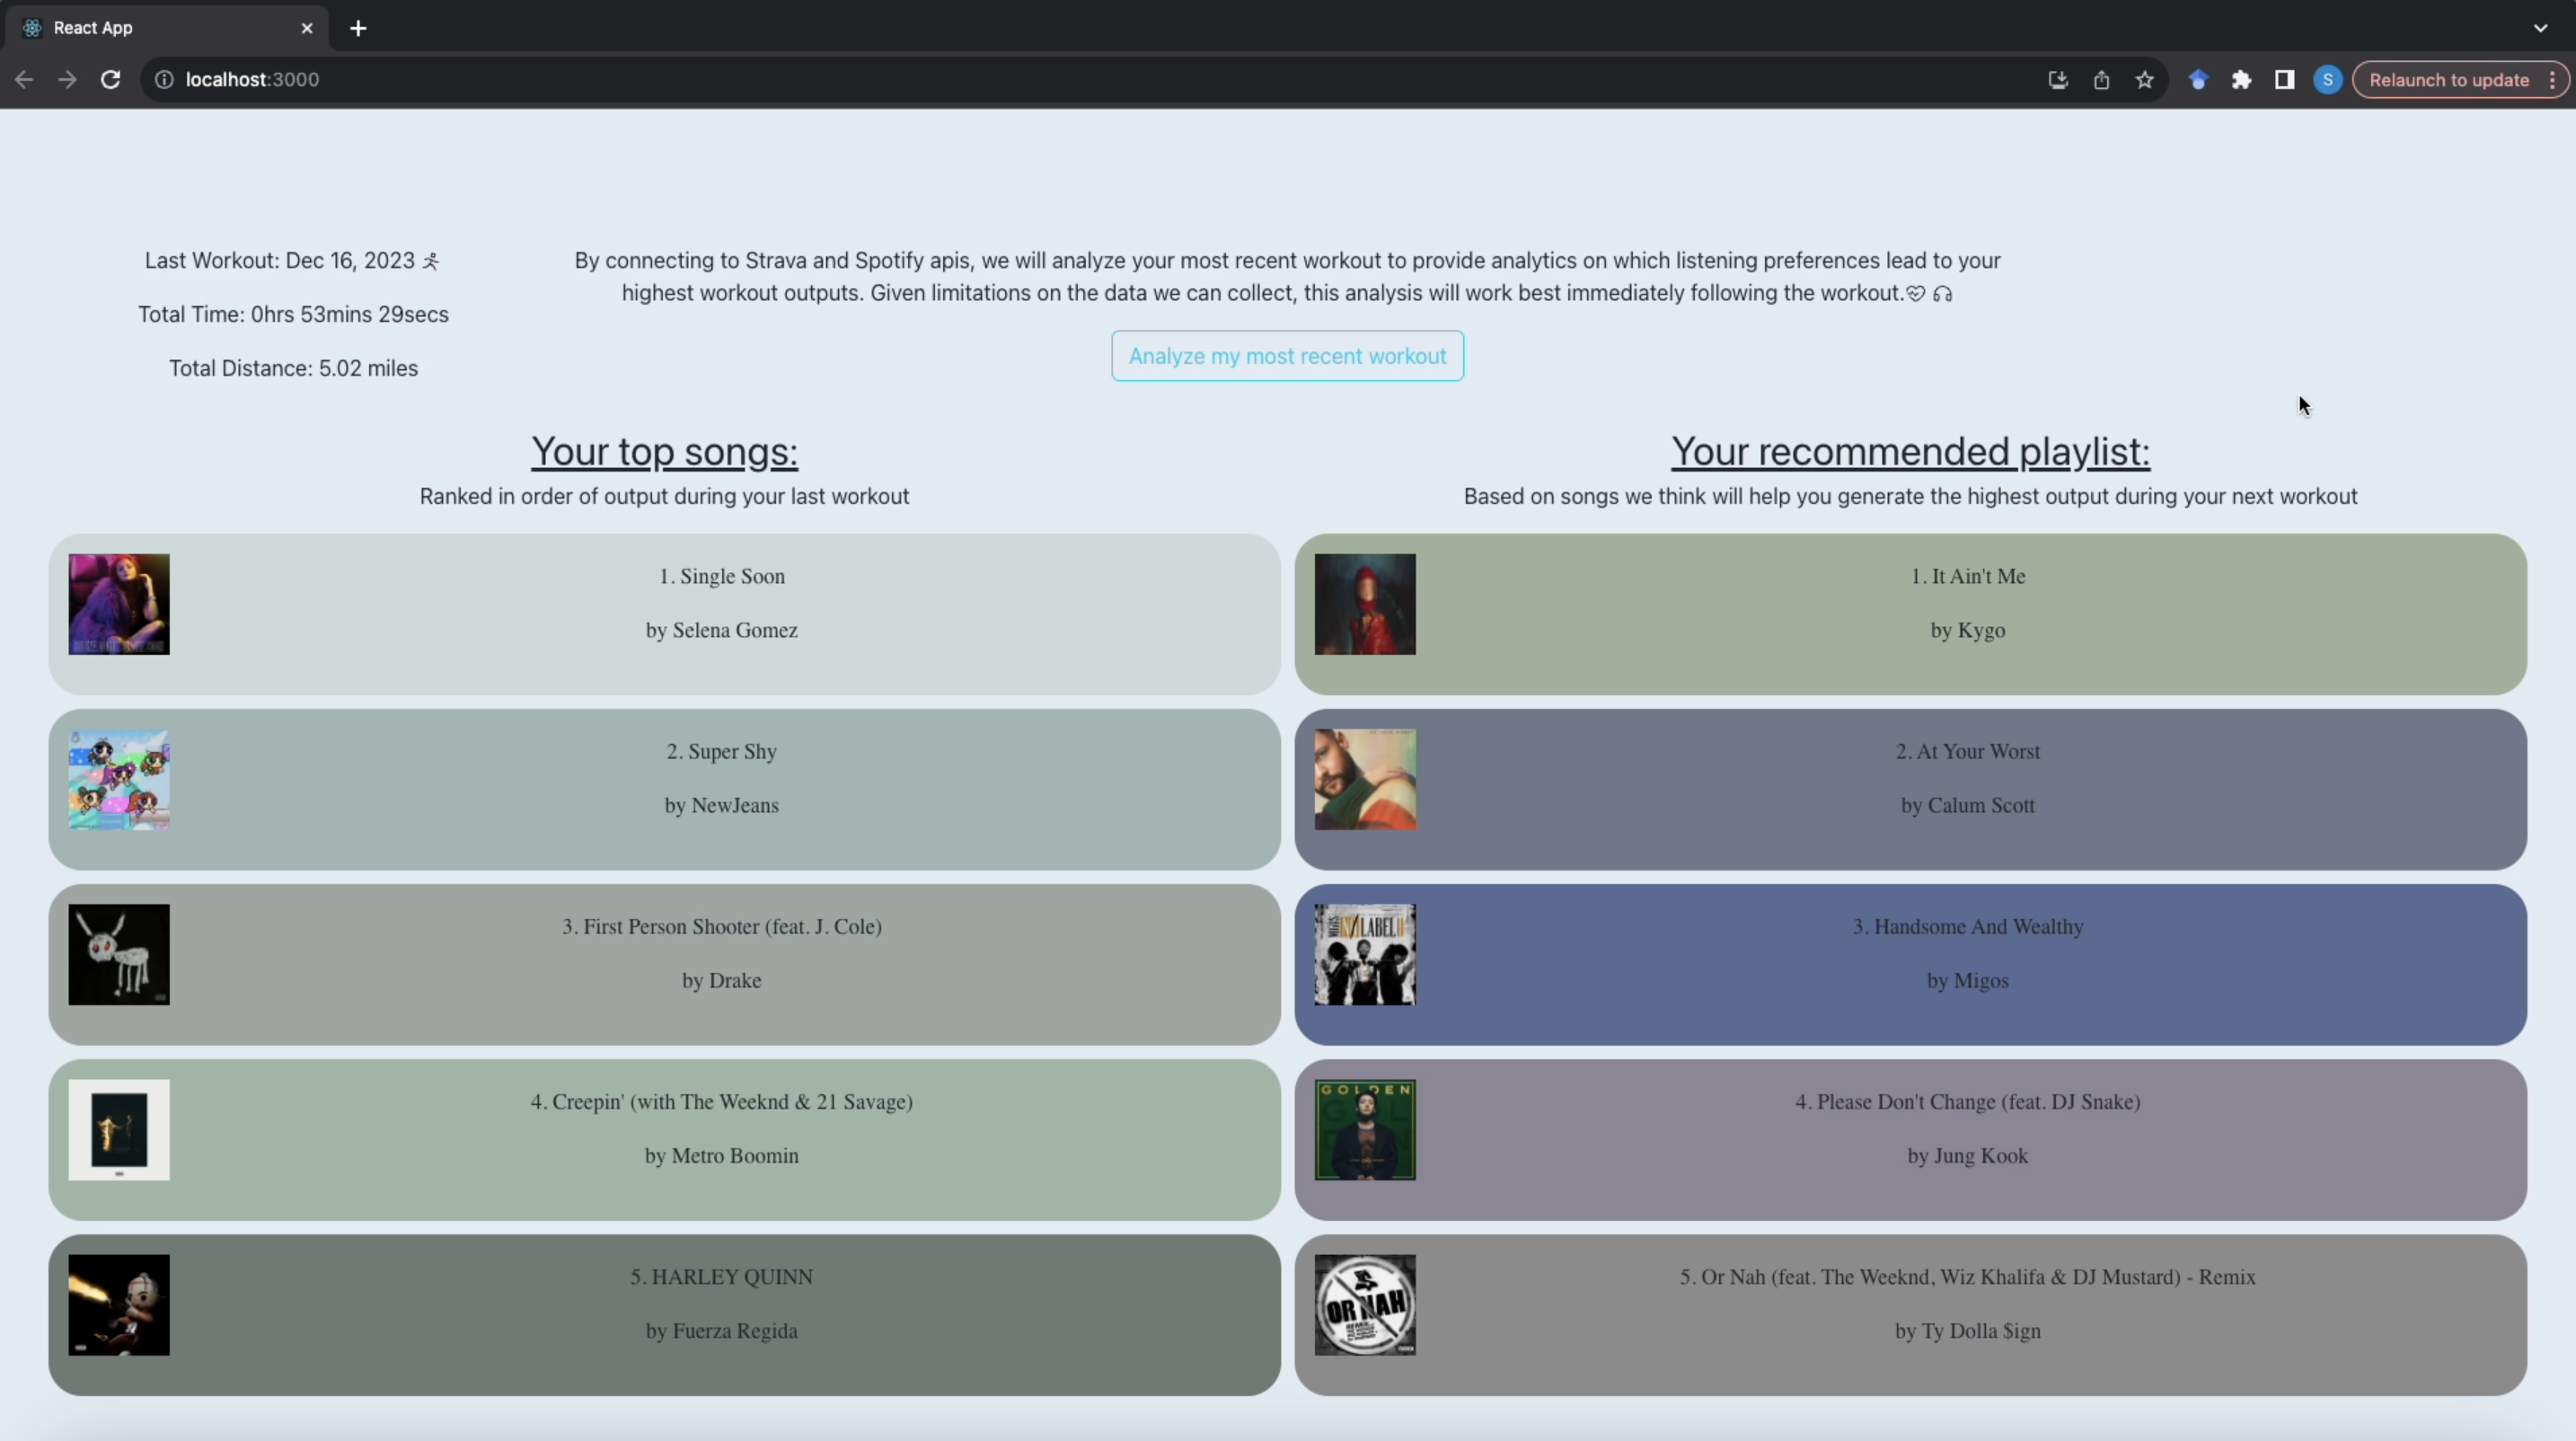 React App
localhost:3000
S
Relaunch to update
Last Workout: Dec 16, 2023
Total Time: 0hrs 53mins 29secs
Total Distance: 5.02 miles
By connecting to Strava and Spotify apis, we will analyze your most recent workout to provide analytics on which listening preferences lead to your
highest workout outputs. Given limitations on the data we can collect, this analysis will work best immediately following the workout.
Analyze my most recent workout
Your top songs:
Ranked in order of output during your last workout
1. Single Soon
by Selena Gomez
2. Super Shy
by NewJeans
3. First Person Shooter (feat. J. Cole)
by Drake
4. Creepin' (with The Weeknd & 21 Savage)
by Metro Boomin
5. HARLEY QUINN
by Fuerza Regida
Your recommended playlist:
Based on songs we think will help you generate the highest output during your next workout
1. It Ain't Me
by Kygo
2. At Your Worst
by Calum Scott
3. Handsome And Wealthy
by Migos
4. Please Don't Change (feat. DJ Snake)
by Jung Kook
GOLDEN
5. Or Nah (feat. The Weeknd, Wiz Khalifa & DJ Mustard) - Remix
by Ty Dolla $ign
OR NAH